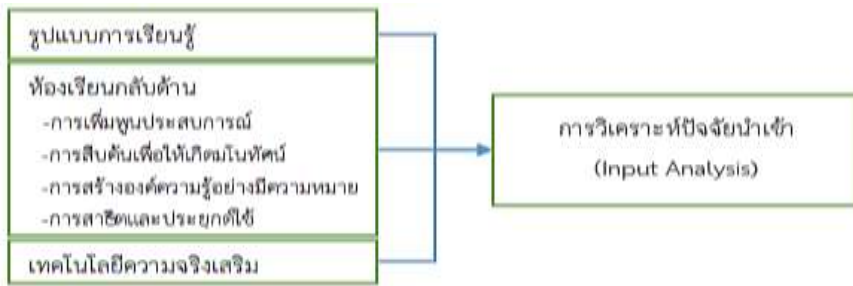 รูปแบบการเรียนรู้
ห้องเรียนกลับด้าน
-การเพิ่มพูนประสบการณ์
-การสืบค้นเพื่อให้เกิดมโนทัศน์
-การสร้างองค์ความรู้อย่างมีความหมาย
-การสาธิตและประยุกต์ใช้
เทคโนโลยีความจริงเสริม
การวิเคราะห์ปัจจัยนำเข้า
(Input Analysis)